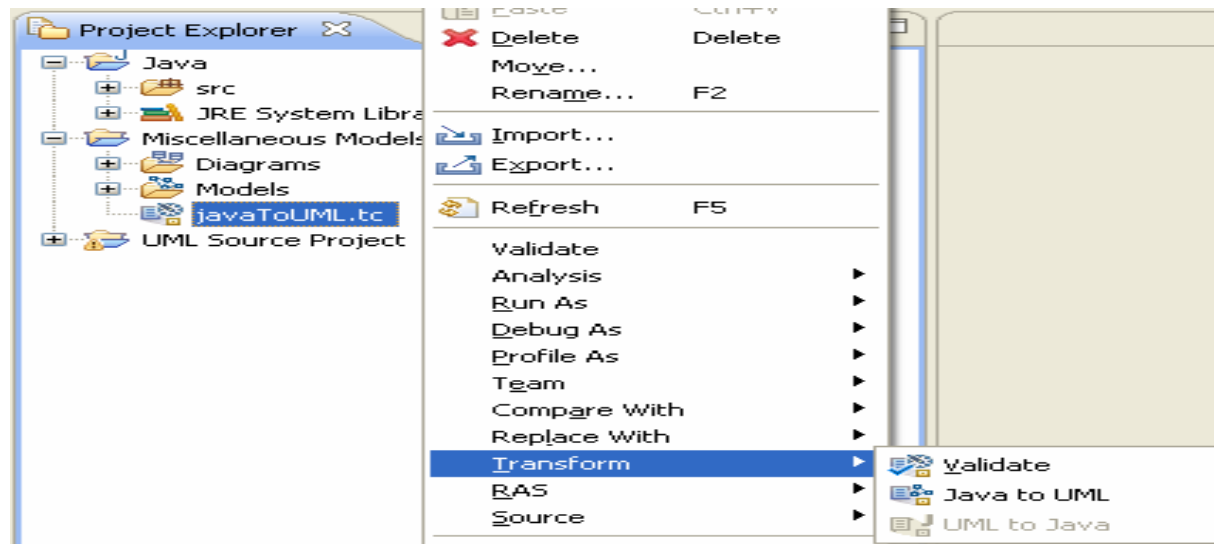 Project Explorer
Java
src
JRE System Libra
Miscellaneous Models
Diagrams
Models
javaToUML.tc
UML Source Project
Paste Ctrl+V
Delete Delete
Move...
Rename... F2
Import...
Export...
Refresh F5
Validate
Analysis
Run As
Debug As
Profile As
Team
Compare With
Replace With
Transform
RAS
Source
Validate
Java to UML
UML to Java